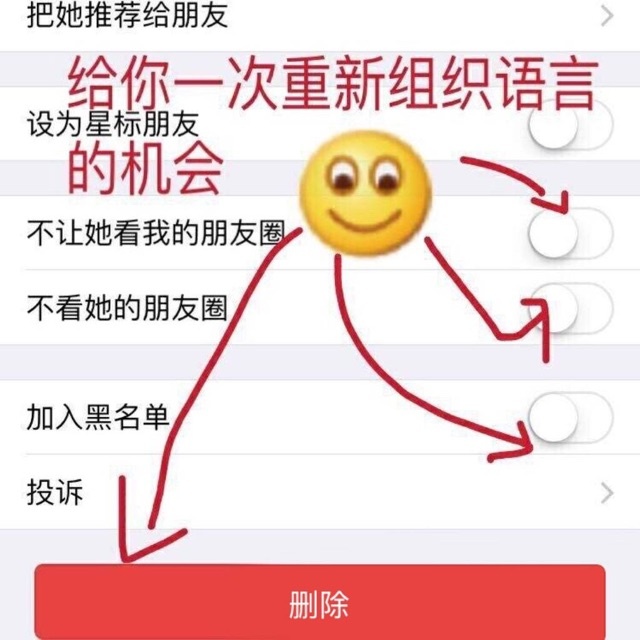 把她推荐给朋友
给你一次重新组织语言
设为星标朋友
的机会
不让她看我的朋友圈
不看她的朋友圈
加入黑名单
投诉
删除